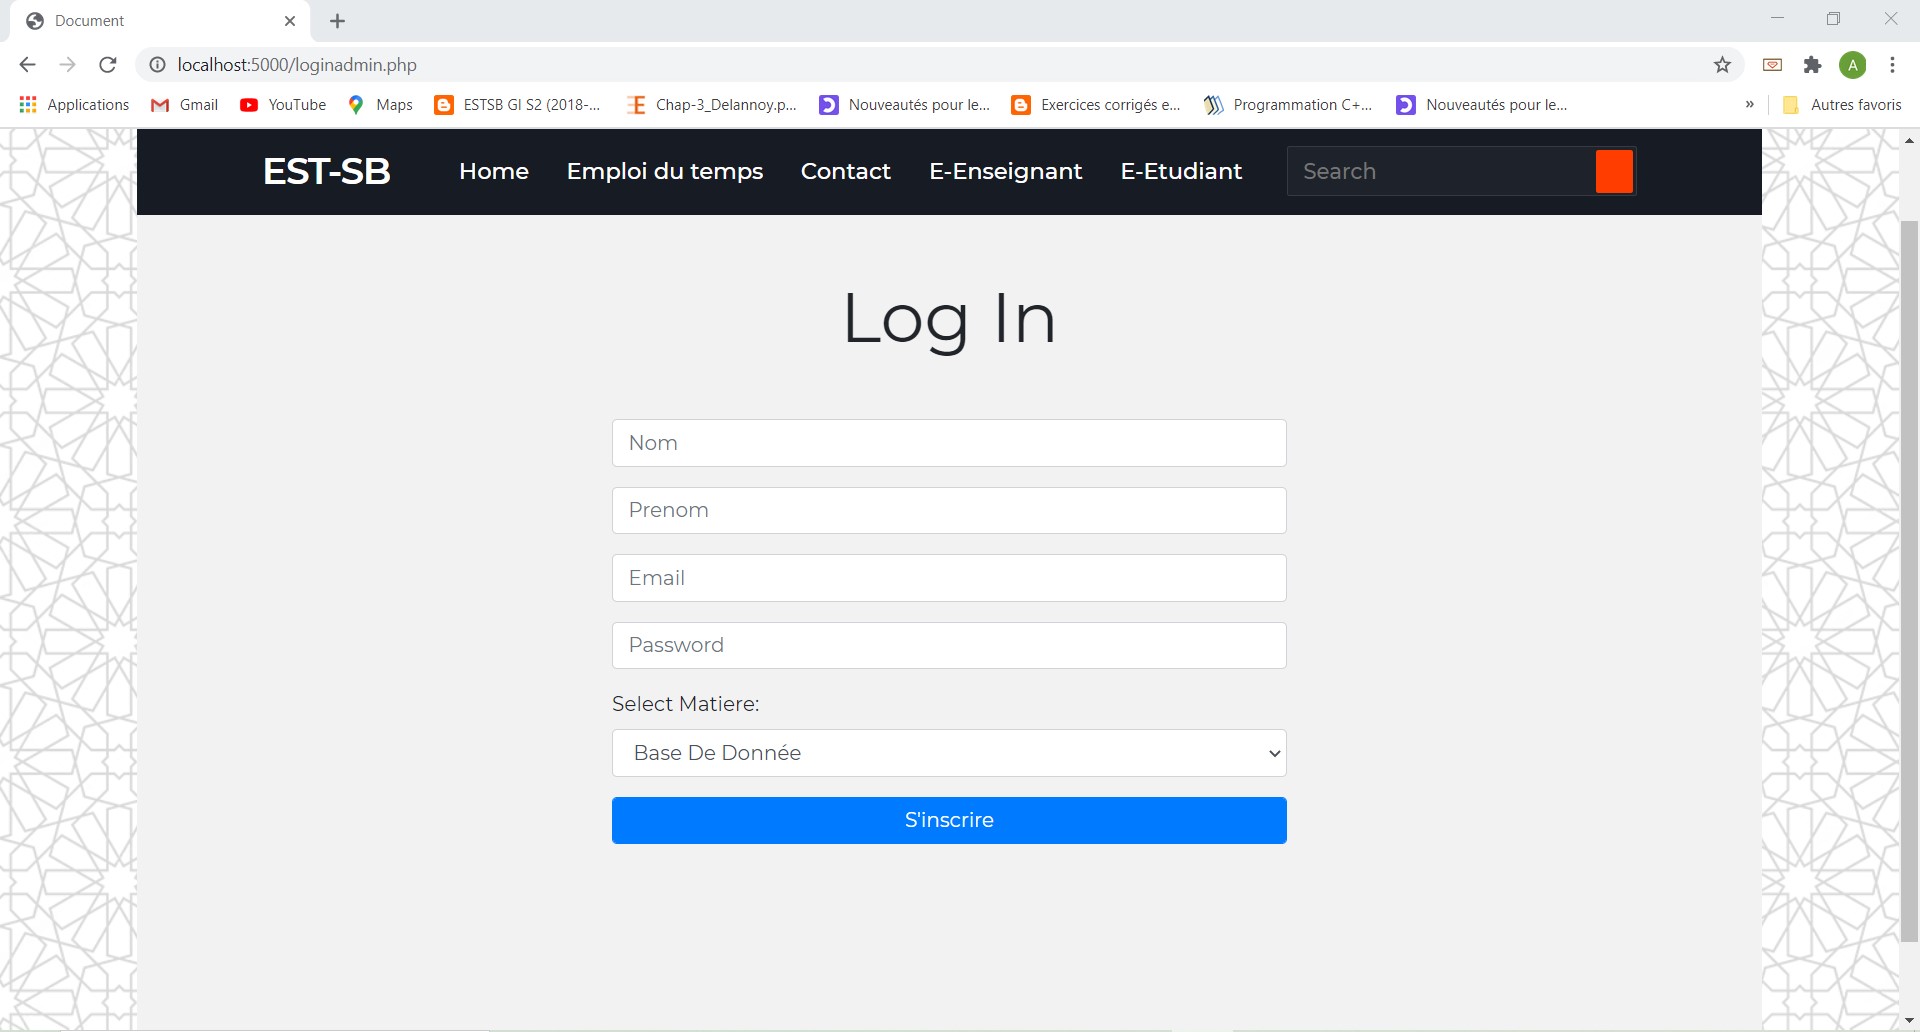 Document
localhost:5000/loginadmin.php
A
Applications Gmail YouTube Maps ESTSB GI S2 (2018-... Chap-3_Delannoy.p... Nouveautés pour le... Exercices corrigés e... Programmation C+... Nouveautés pour le... » Autres favoris
EST-SB Home Emploi du temps Contact E-Enseignant E-Etudiant Search
Log In
Nom
Prenom
Email
Password
Select Matiere:
Base De Donnée
S'inscrire